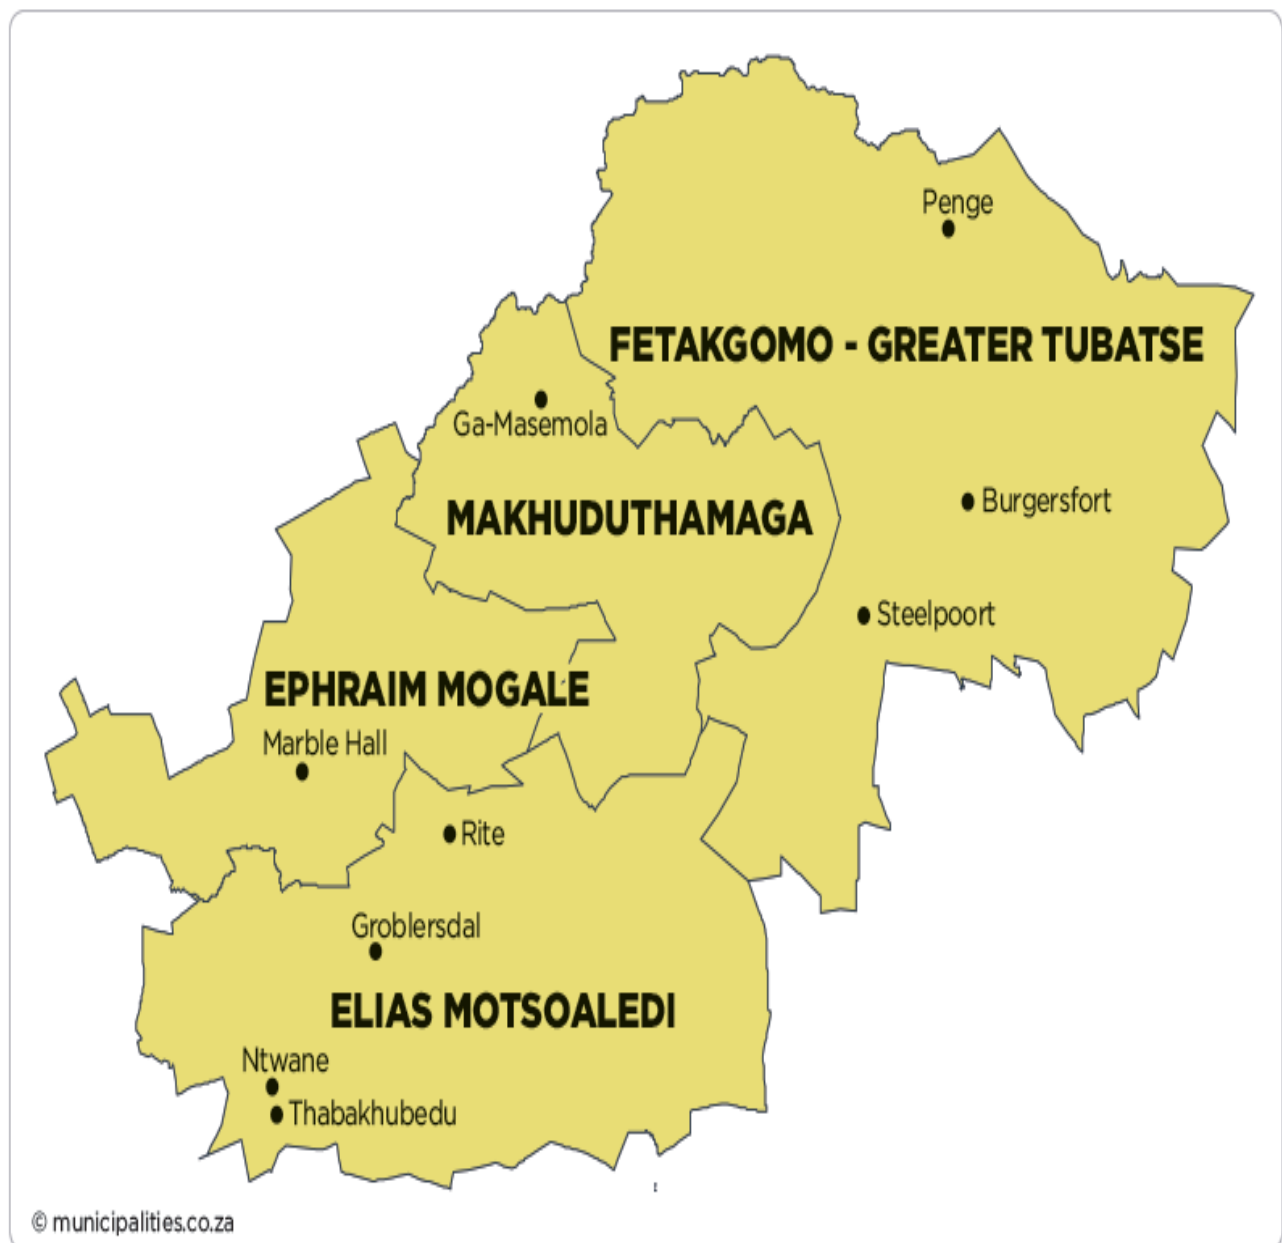 Penge
FETAKGOMO - GREATER TUBATSE
Ga-Masemola
MAKHUDUTHAMAGA
Burgersfort
Steelpoort
EPHRAIM MOGALE
Marble Hall
Rite
Groblersdal
ELIAS MOTSOALEDI
Ntwane
Thabakhubedu
© municipalities.co.za